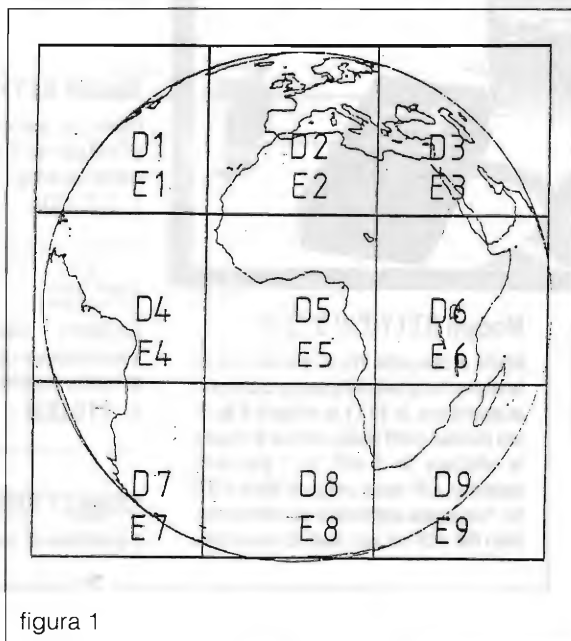 D1 D2 D3
E1 E2 E3
D4 D5 D6
E4 E5 E6
D7 D8 D9
E7 E8 E9
figura 1